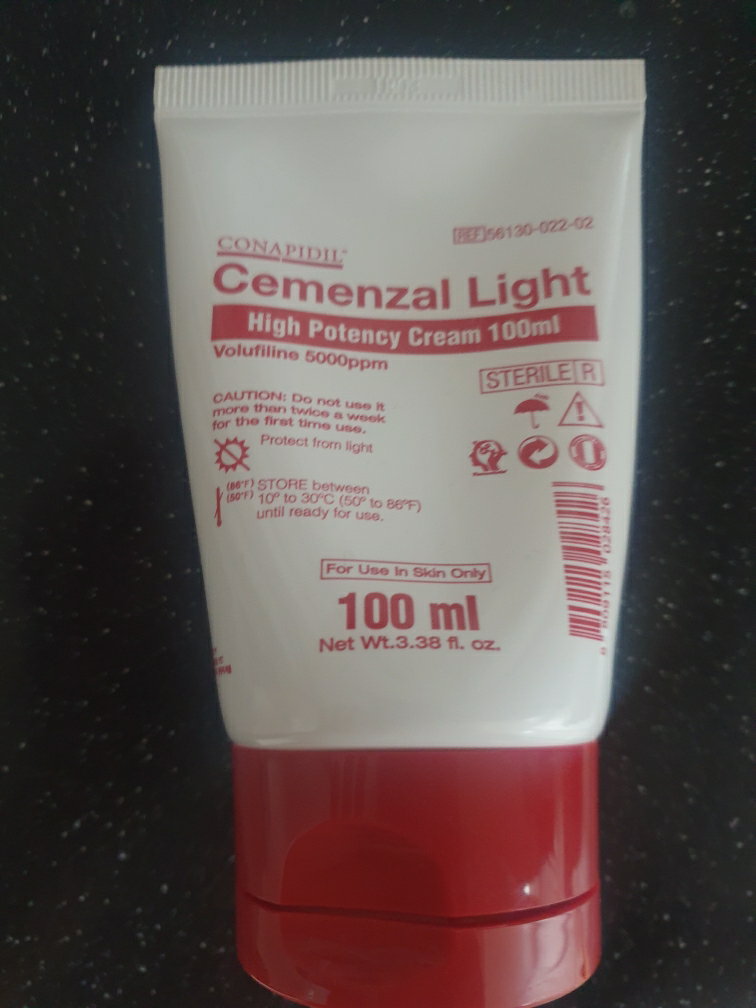 REF 56130-022-02
CONAPIDIL™
Cemenzal Light
High Potency Cream 100ml
Volufiline 5000ppm
STERILE R
CAUTION: Do not use it
more than twice a week
for the first time use.
Protect from light
(86°F) STORE between
(50°F) 10° to 30°C (50° to 86°F)
until ready for use.
For Use In Skin Only
100 ml
Net Wt.3.38 fl. oz.